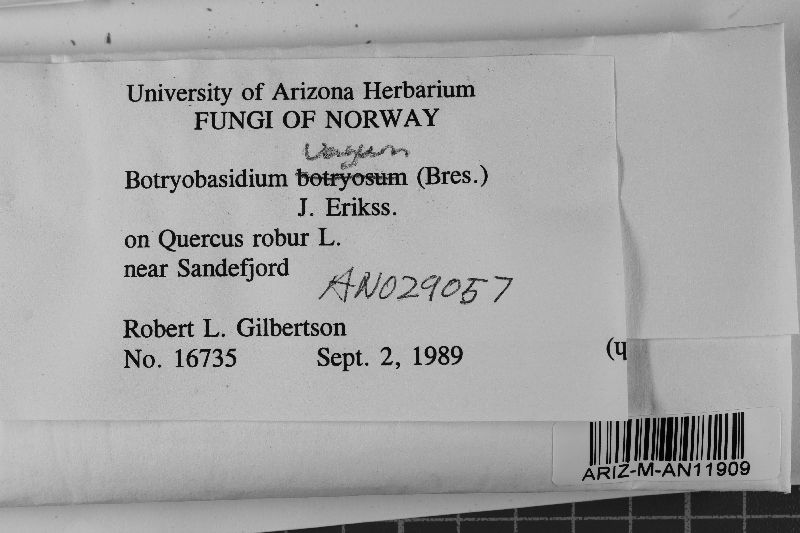 University of Arizona Herbarium
FUNGI OF NORWAY
vagum
Botryobasidium botryosum (Bres.)
J. Erikss.
on Quercus robur L.
near Sandefjord
AN029057
Robert L. Gilbertson
No. 16735 Sept. 2, 1989
ARIZ-M-AN11909